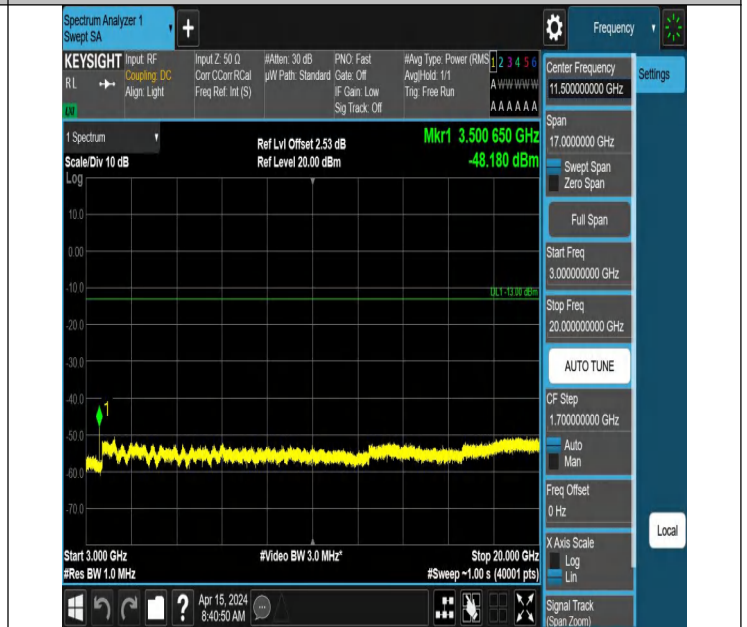 Spectrum Analyzer 1
Swept SA
+
Frequency
KEYSIGHT
RL
Input: RF
Coupling: DC
Align: Light
Input Z: 50 Ω
Corr CCorr RCal
Freq Ref: Int (S)
#Atten: 30 dB
µW Path: Standard
PNO: Fast
Gate: Off
IF Gain: Low
Sig Track: Off
#Avg Type: Power (RMS
Avg|Hold: 1/1
Trig: Free Run
1 2 3 4 5 6
A W W W W W
A A A A A A
1 Spectrum
Scale/Div 10 dB
Log
Ref Lvl Offset 2.53 dB
Ref Level 20.00 dBm
Mkr1 3.500 650 GHz
-48.180 dBm
10.0
0.00
-10.0
DL1 -13.00 dBm
-20.0
-30.0
-40.0
1
-50.0
-60.0
-70.0
Start 3.000 GHz
#Res BW 1.0 MHz
#Video BW 3.0 MHz*
Stop 20.000 GHz
#Sweep ~1.00 s (40001 pts)
?
Apr 15, 2024
8:40:50 AM
Center Frequency
11.500000000 GHz
Settings
Span
17.0000000 GHz
Swept Span
Zero Span
Full Span
Start Freq
3.000000000 GHz
Stop Freq
20.000000000 GHz
AUTO TUNE
CF Step
1.700000000 GHz
Auto
Man
Freq Offset
0 Hz
X Axis Scale
Log
Lin
Local
Signal Track
(Span Zoom)